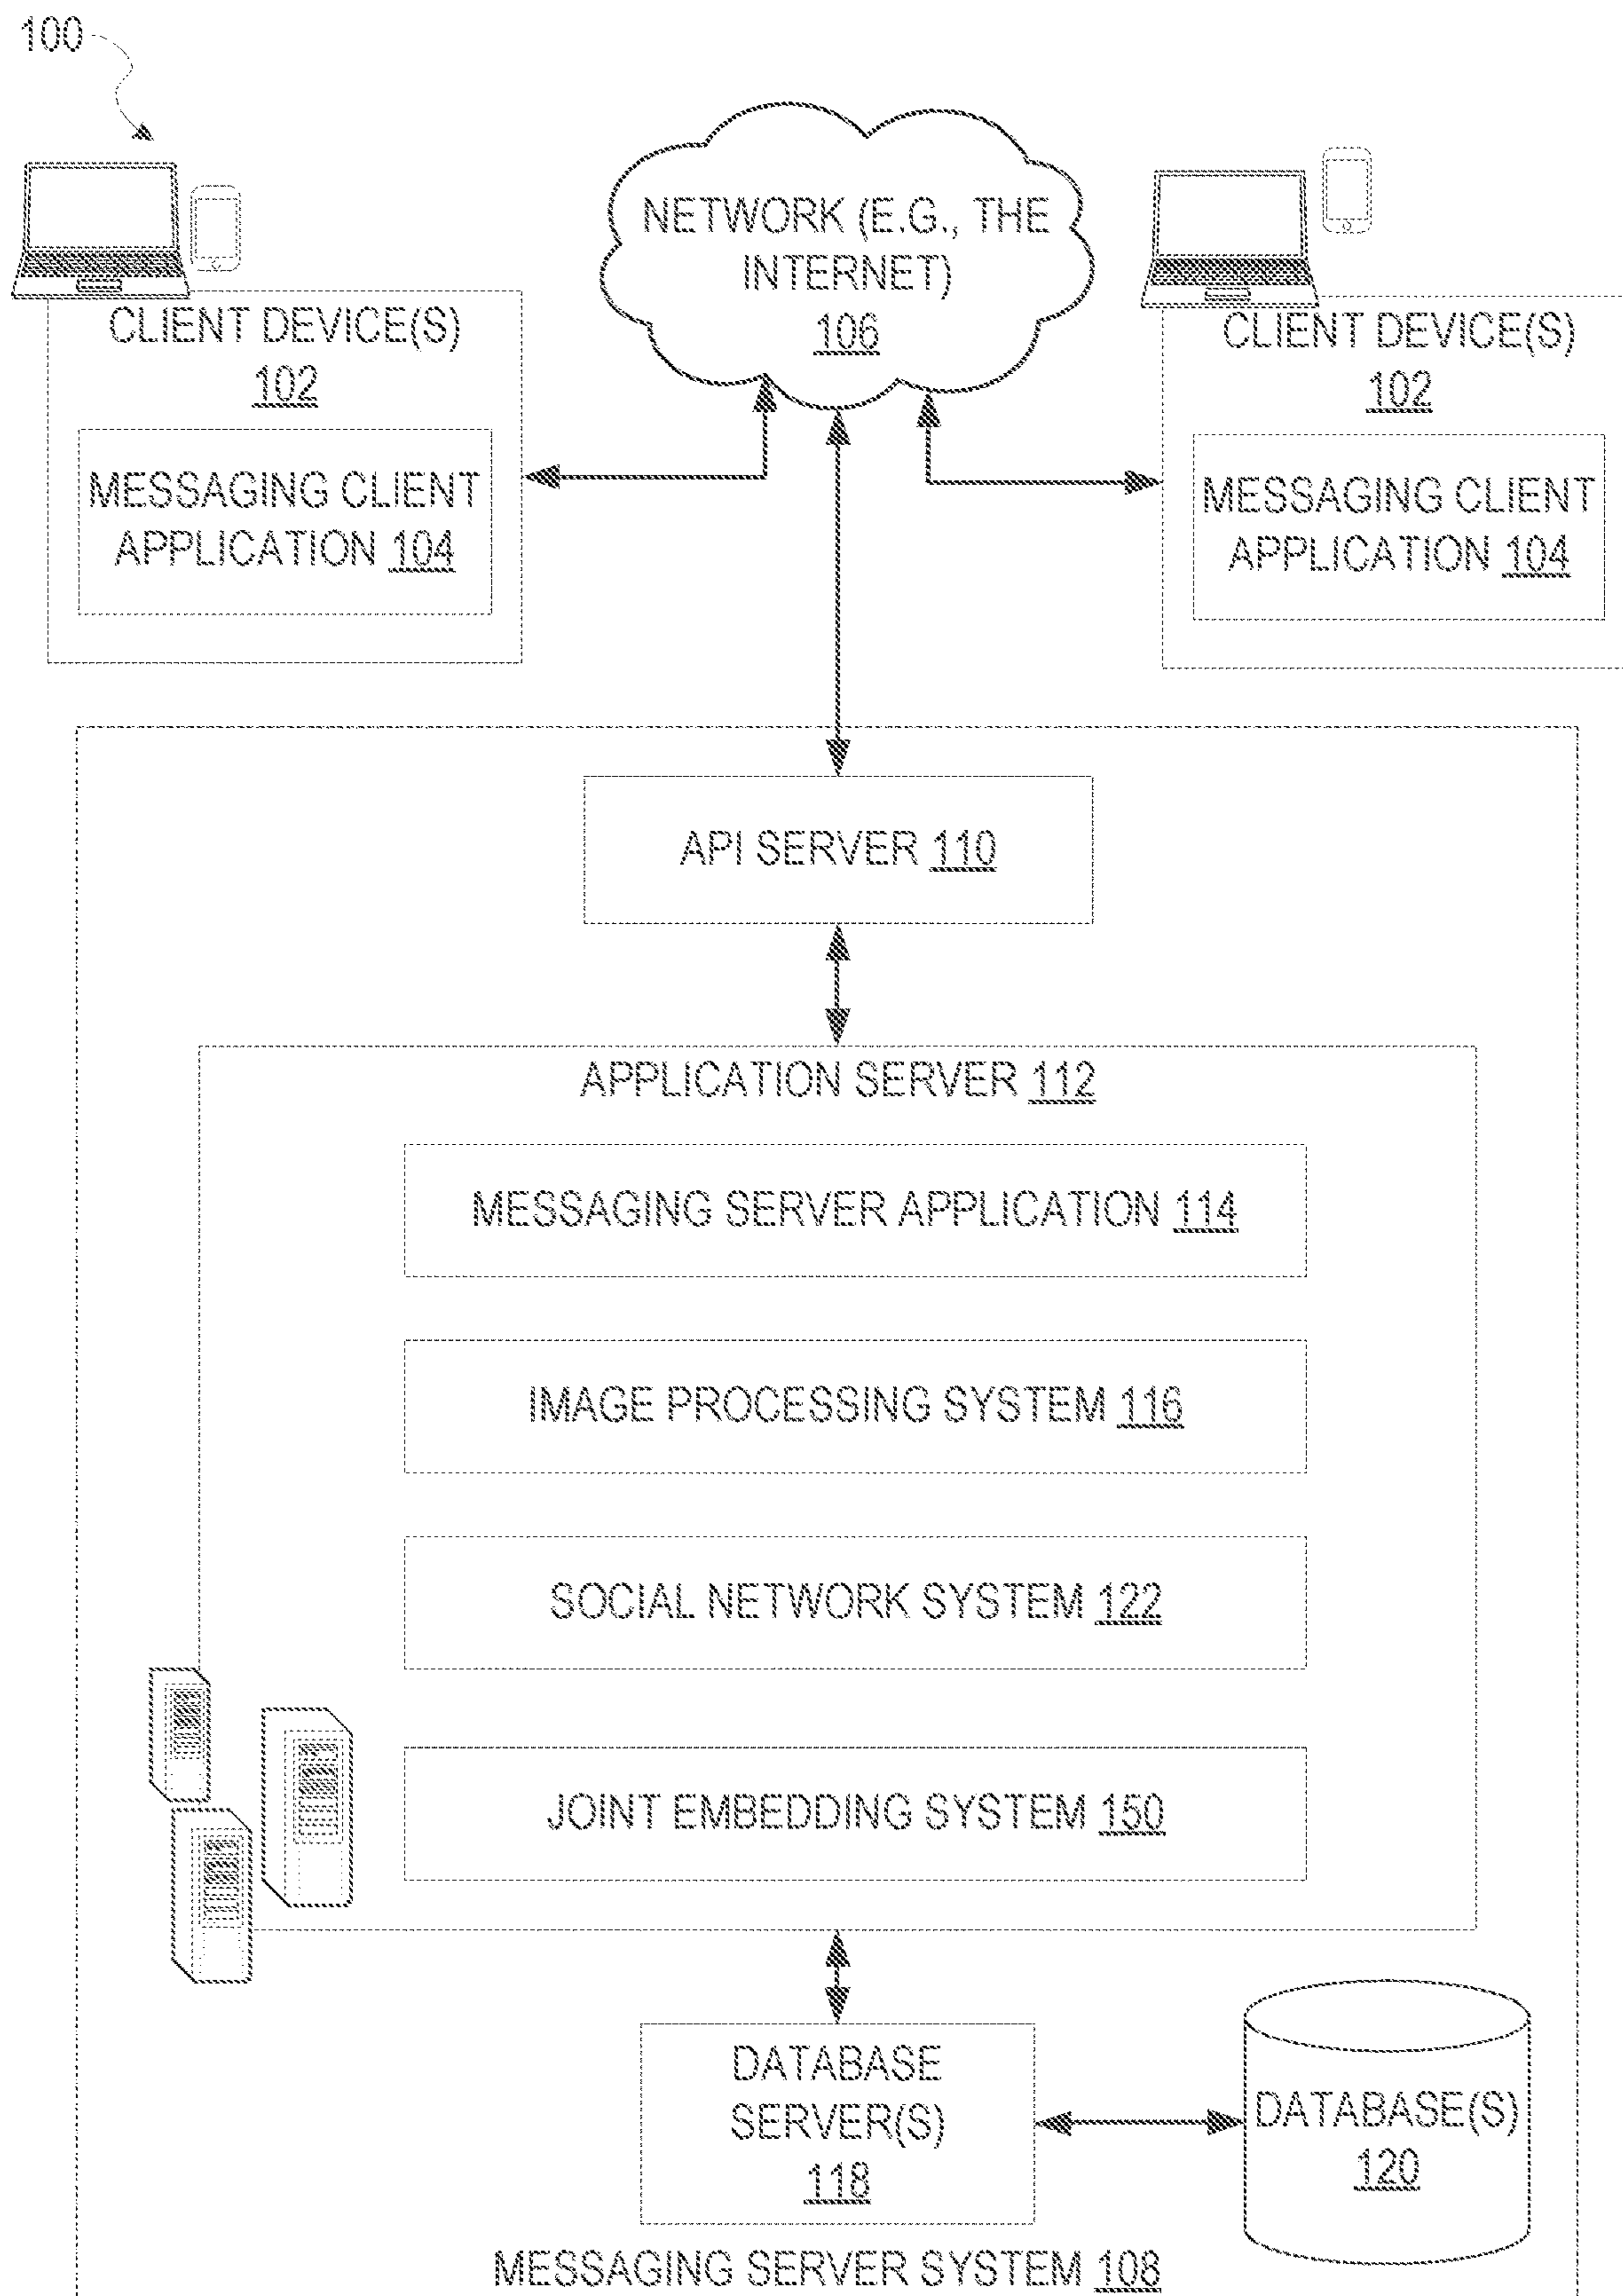 100
NETWORK (E.G., THE
INTERNET)
106
CLIENT DEVICE(S)
102
MESSAGING CLIENT
APPLICATION 104
CLIENT DEVICE(S)
102
MESSAGING CLIENT
APPLICATION 104
API SERVER 110
APPLICATION SERVER 112
MESSAGING SERVER APPLICATION 114
IMAGE PROCESSING SYSTEM 116
SOCIAL NETWORK SYSTEM 122
JOINT EMBEDDING SYSTEM 150
DATABASE
SERVER(S)
118
DATABASE(S)
120
MESSAGING SERVER SYSTEM 108